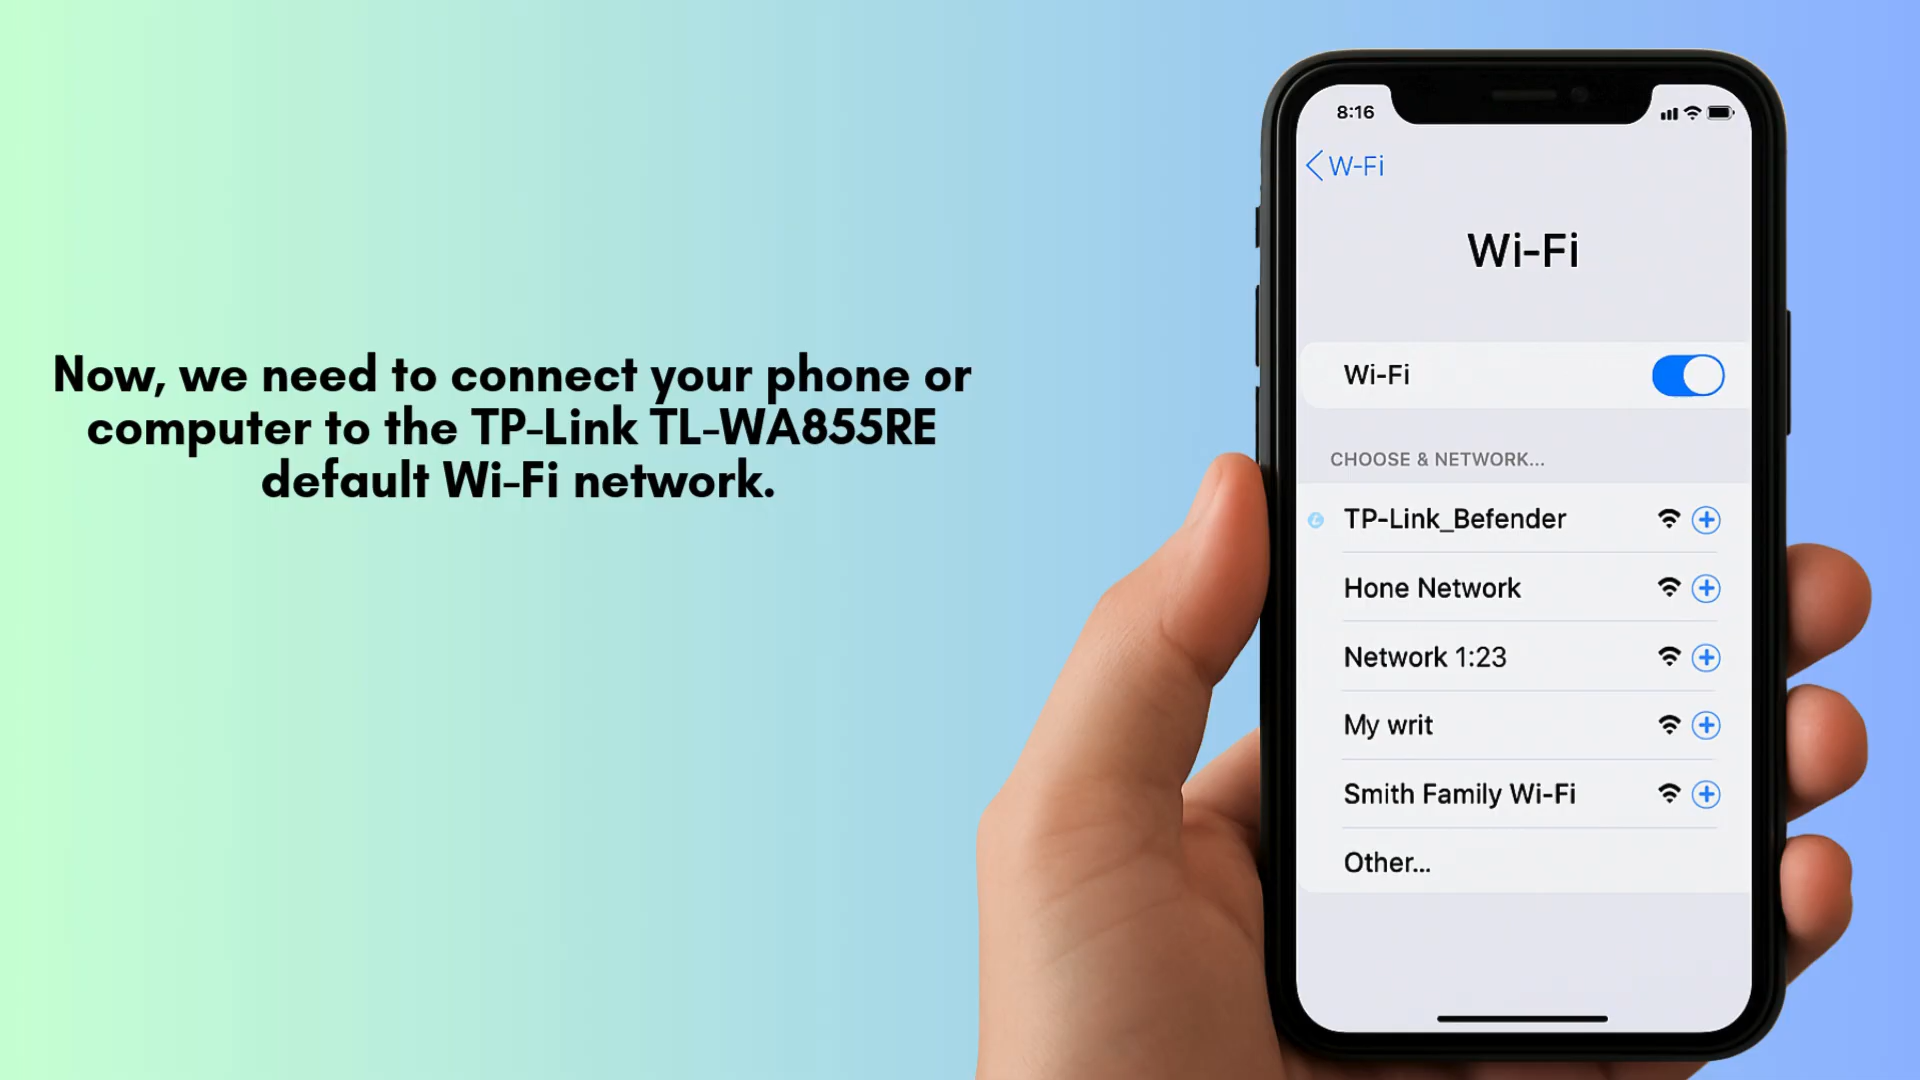 Now, we need to connect your phone or
computer to the TP-Link TL-WA855RE
default Wi-Fi network.
8:16
W-Fi
Wi-Fi
Wi-Fi
CHOOSE & NETWORK...
TP-Link_Befender
Hone Network
Network 1:23
My writ
Smith Family Wi-Fi
Other...